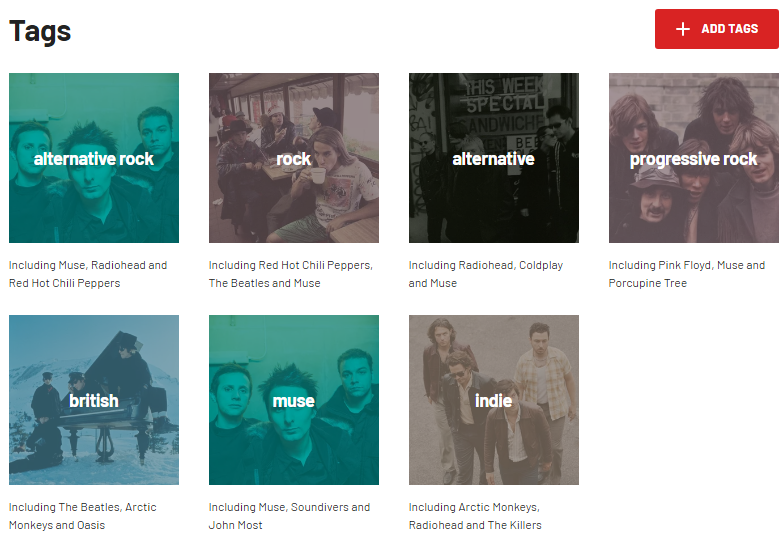 Tags
+ ADD TAGS
alternative rock
rock
THIS WEEK
SPECIAL
SANDWICH
BEE
alternative
progressive rock
Including Muse, Radiohead and
Red Hot Chili Peppers
Including Red Hot Chili Peppers,
The Beatles and Muse
Including Radiohead, Coldplay
and Muse
Including Pink Floyd, Muse and
Porcupine Tree
british
muse
indie
Including The Beatles, Arctic
Monkeys and Oasis
Including Muse, Soundivers and
John Most
Including Arctic Monkeys,
Radiohead and The Killers